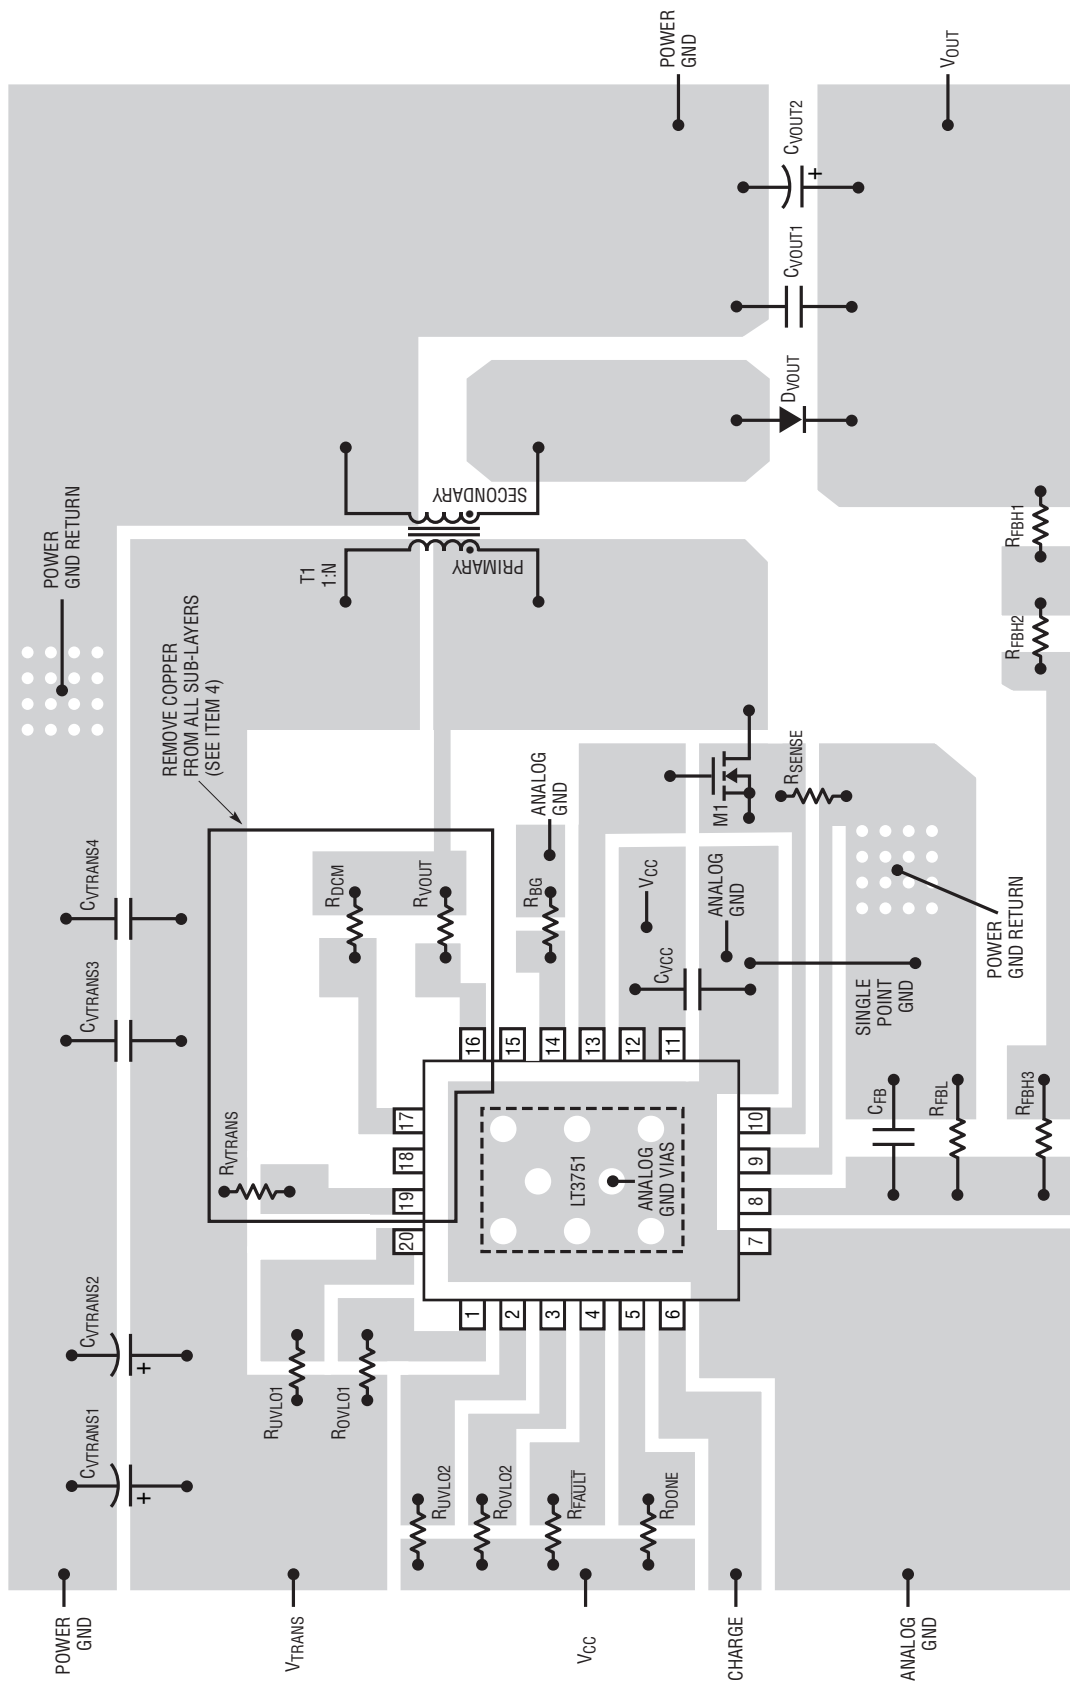 POWER
GND
VTRANS
VCC
CHARGE
ANALOG
GND
CVTRANS1
+
CVTRANS2
+
CVTRANS3
CVTRANS4
POWER
GND RETURN
REMOVE COPPER
FROM ALL SUB-LAYERS
(SEE ITEM 4)
RUVLO1
ROVLO1
RUVLO2
ROVLO2
RFAULT
RDONE
RVTRANS
RDCM
RVOUT
RBG
ANALOG
GND
VCC
CVCC
ANALOG
GND
1
2
3
4
5
6
7
8
9
10
11
12
13
14
15
16
17
18
19
20
LT3751
ANALOG
GND VIAS
T1
1:N
PRIMARY
SECONDARY
M1
RSENSE
SINGLE
POINT
GND
POWER
GND RETURN
CFB
RFBL
RFBH3
RFBH2
RFBH1
DVOUT
CVOUT1
CVOUT2
+
POWER
GND
VOUT